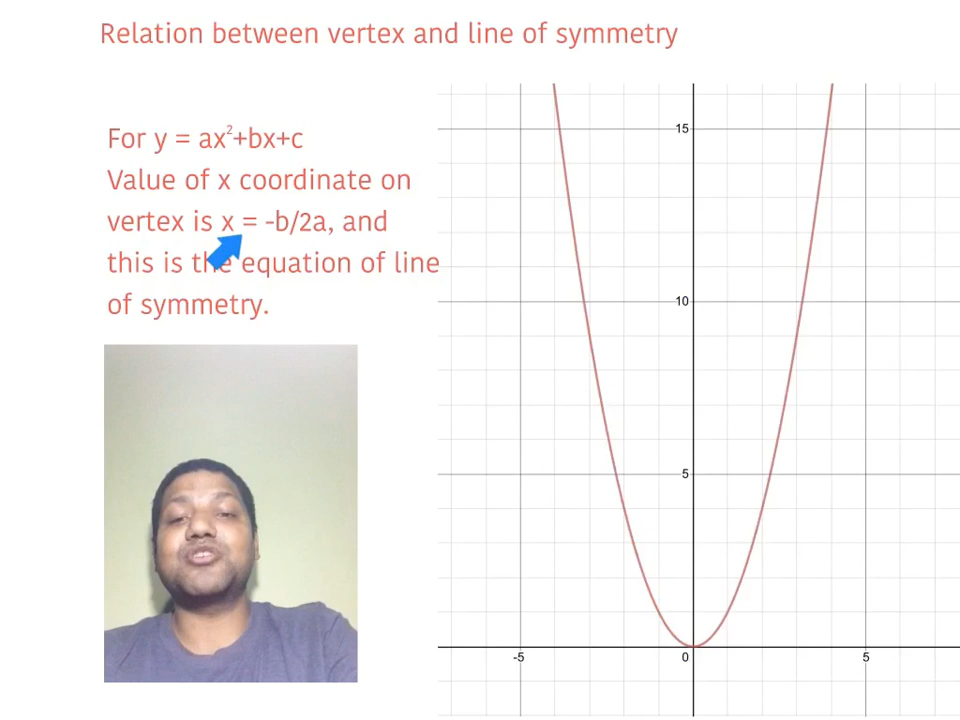 Relation between vertex and line of symmetry
For y = ax²+bx+c
Value of x coordinate on
vertex is x = -b/2a, and
this is the equation of line
of symmetry.
15
10
5
-5
0
5